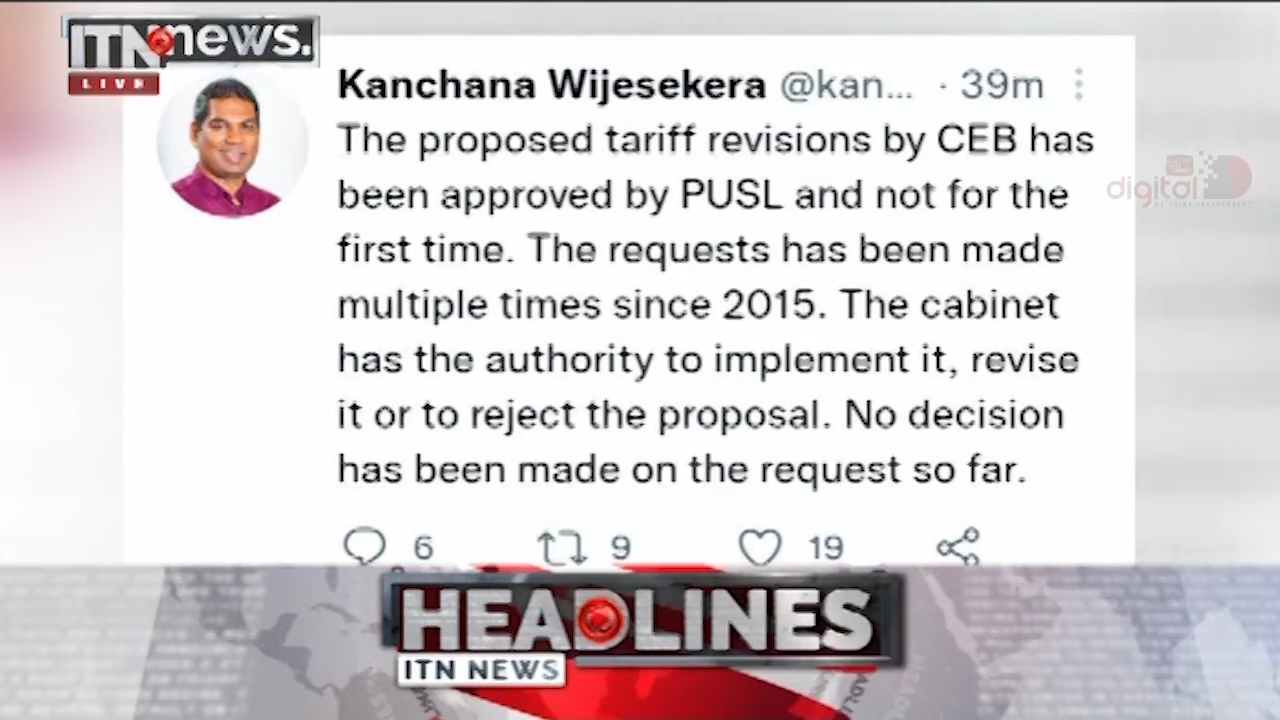 ITN news.
LIVE
Kanchana Wijesekera @kan... · 39m
The proposed tariff revisions by CEB has
been approved by PUSL and not for the
first time. The requests has been made
multiple times since 2015. The cabinet
has the authority to implement it, revise
it or to reject the proposal. No decision
has been made on the request so far.
6 9 19
digital
HEADLINES
ITN NEWS